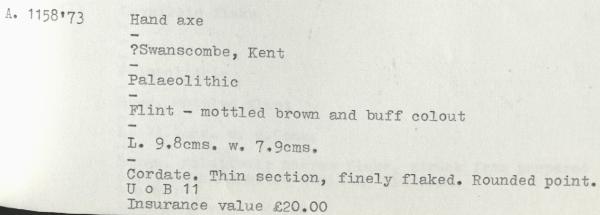 A. 1158'73
Hand axe
–
?Swanscombe, Kent
–
Palaeolithic
–
Flint – mottled brown and buff colout
–
L. 9.8cms. w. 7.9cms.
–
Cordate. Thin section, finely flaked. Rounded point.
U o B 11
Insurance value £20.00